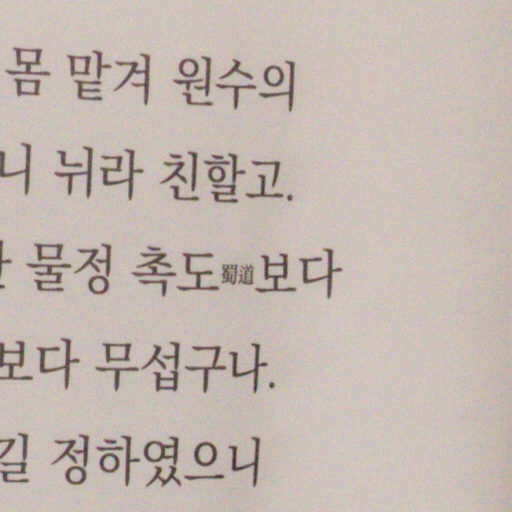 몸 맡겨 원수의
니 뉘라 친할고.
물정 촉도蜀道보다
보다 무섭구나.
길 정하였으니